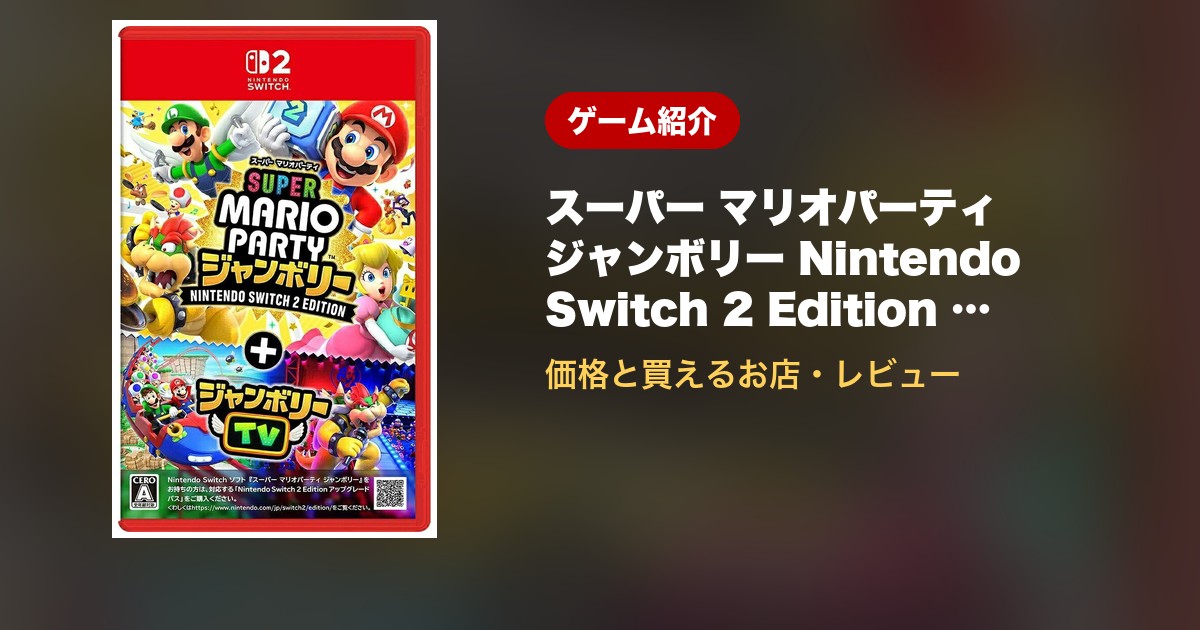 2
NINTENDO
SWITCH
2
スーパー マリオパーティ
SUPER
MARIO
PARTY™
ジャンボリー
NINTENDO SWITCH 2 EDITION
+
ジャンボリー
TV
CERO
A
Nintendo Switch ソフト『スーパー マリオパーティ ジャンボリー』を
お持ちの方は、対応する「Nintendo Switch 2 Edition アップグレード
パス」をご購入ください。
くわしくはhttps://www.nintendo.com/jp/switch2/edition/をご覧ください。
ゲーム紹介
スーパー マリオパーティ
ジャンボリー Nintendo
Switch 2 Edition …
価格と買えるお店・レビュー